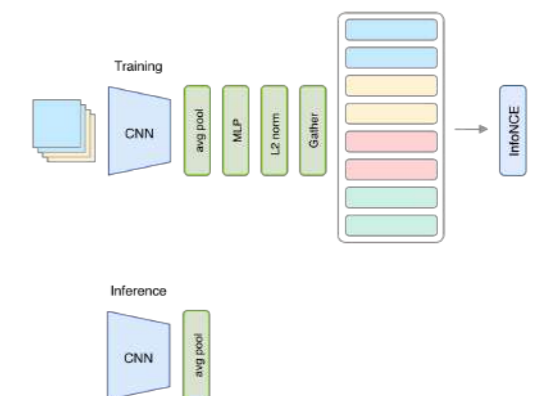 Training
CNN
avg pool
MLP
L2 norm
Gather
InfoNCE
Inference
CNN
avg pool